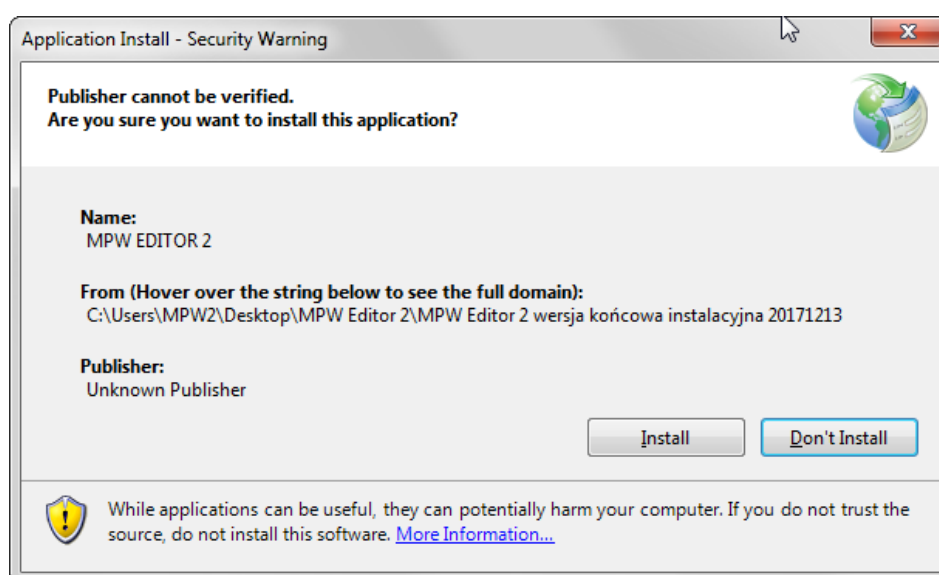 Application Install - Security Warning
Publisher cannot be verified.
Are you sure you want to install this application?
Name:
MPW EDITOR 2
From (Hover over the string below to see the full domain):
C:\Users\MPW2\Desktop\MPW Editor 2\MPW Editor 2 wersja końcowa instalacyjna 20171213
Publisher:
Unknown Publisher
Install
Don't Install
While applications can be useful, they can potentially harm your computer. If you do not trust the
source, do not install this software. More Information...